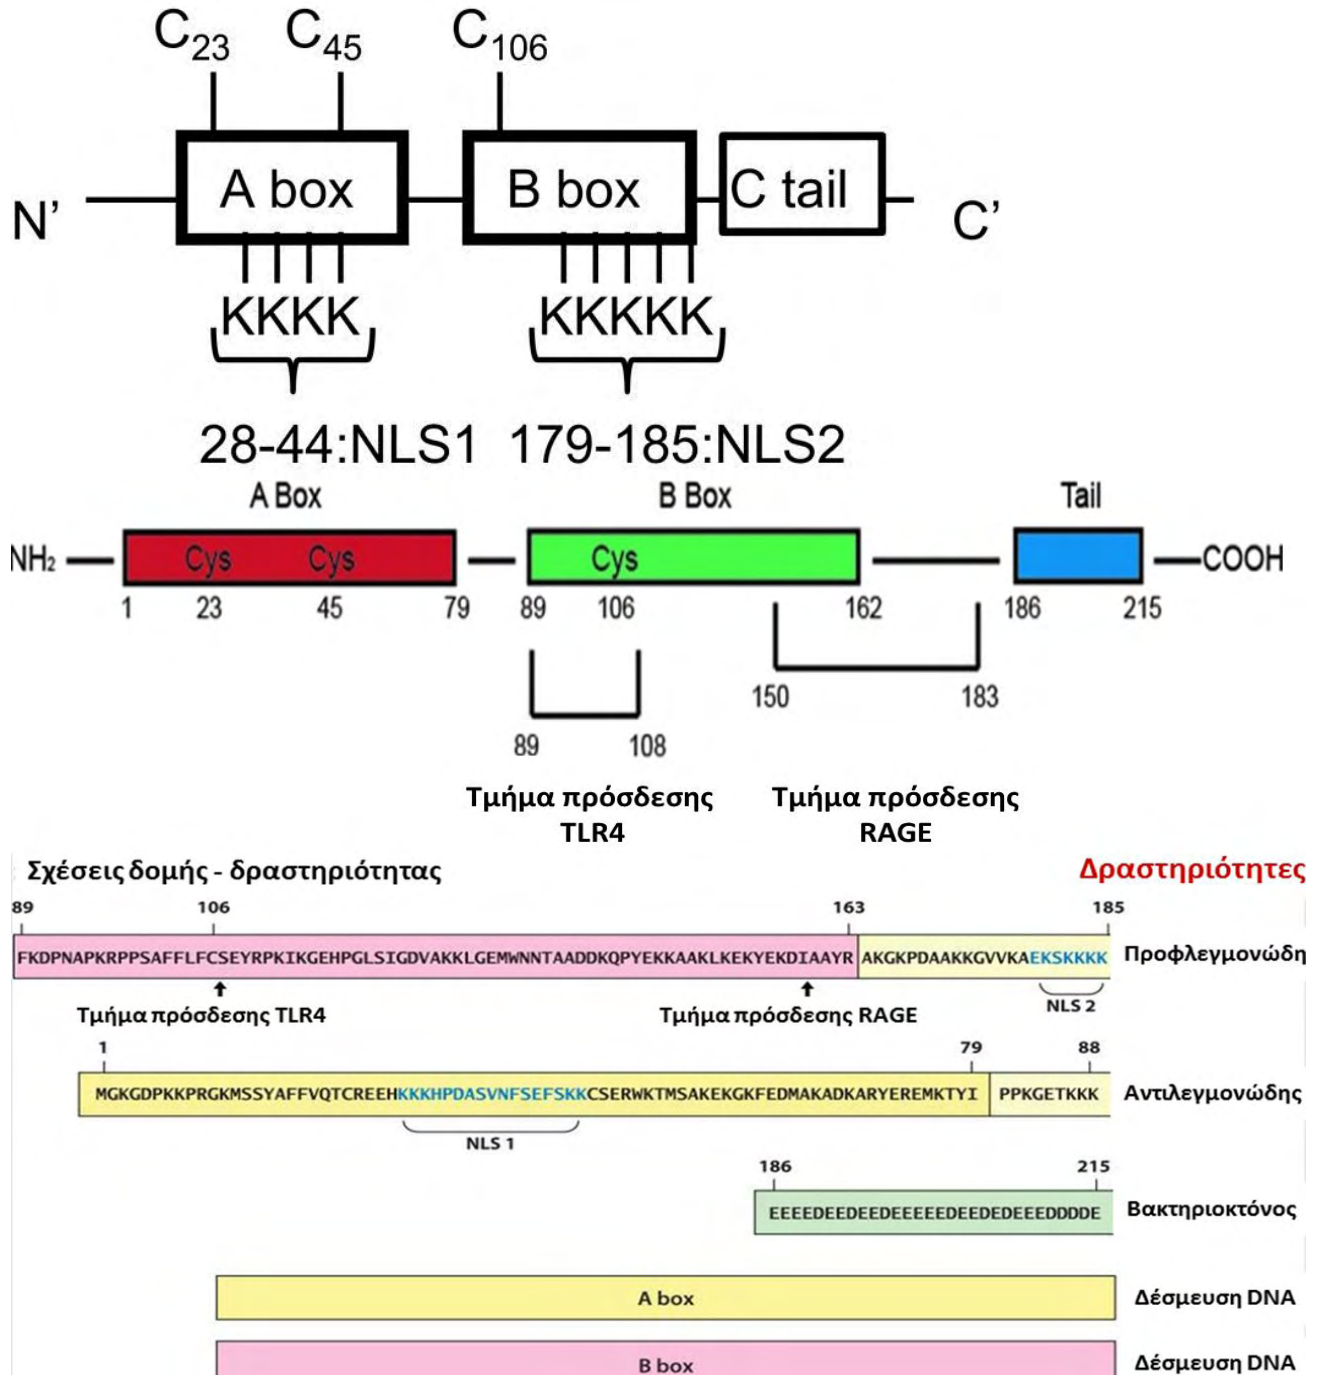 C23 C45 C106
A box B box C tail
N’ C’
KKKK KKKKK
28-44:NLS1 179-185:NLS2
A Box B Box Tail
NH2 Cys Cys Cys COOH
1 23 45 79 89 106 162 186 215
150 183
89 108
Τμήμα πρόσδεσης Τμήμα πρόσδεσης
TLR4 RAGE
Σχέσεις δομής - δραστηριότητας Δραστηριότητες
89 106 163 185
FKDPNAPKRPPSAFFLFCSEYRPKIKGEHPGLSIGDVAKKLGEMWNNTAADDKQPYEKKAAKLKEKYEKDIAAYR AKGKPDAAKKGVVKAEKSKKKK Προφλεγμονώδη
NLS 2
Τμήμα πρόσδεσης TLR4 Τμήμα πρόσδεσης RAGE
1 79 88
MGKGDPKKPRGKMSSYAFFVQTCREEHKKKHPDASVNFSEFSKKCSERWKTMSAKEKGKFEDMAKADKARYEREMKTYI PPKGETKKK Αντιλεγμονώδης
NLS 1
186 215
EEEEDEEDEEDEEEEEDEEDEDEEEDDDDE Βακτηριοκτόνος
A box Δέσμευση DNA
B box Δέσμευση DNA